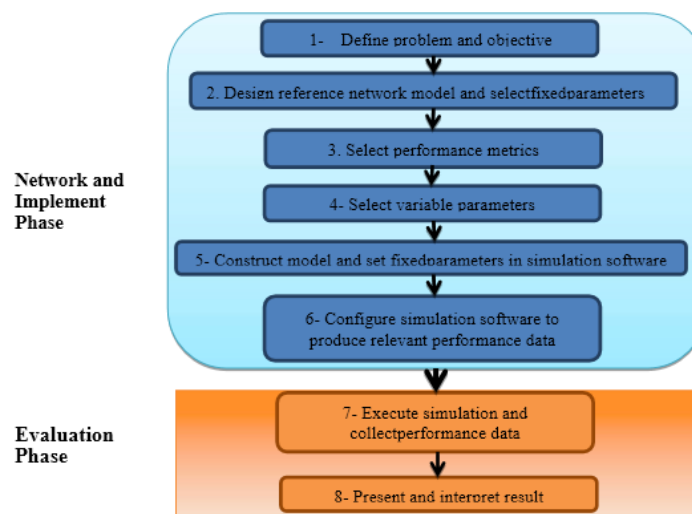 1- Define problem and objective
2. Design reference network model and selectfixedparameters
3. Select performance metrics
Network and
Implement
Phase
4- Select variable parameters
5- Construct model and set fixedparameters in simulation software
6- Configure simulation software to
produce relevant performance data
7- Execute simulation and
collectperformance data
Evaluation
Phase
8- Present and interpret result